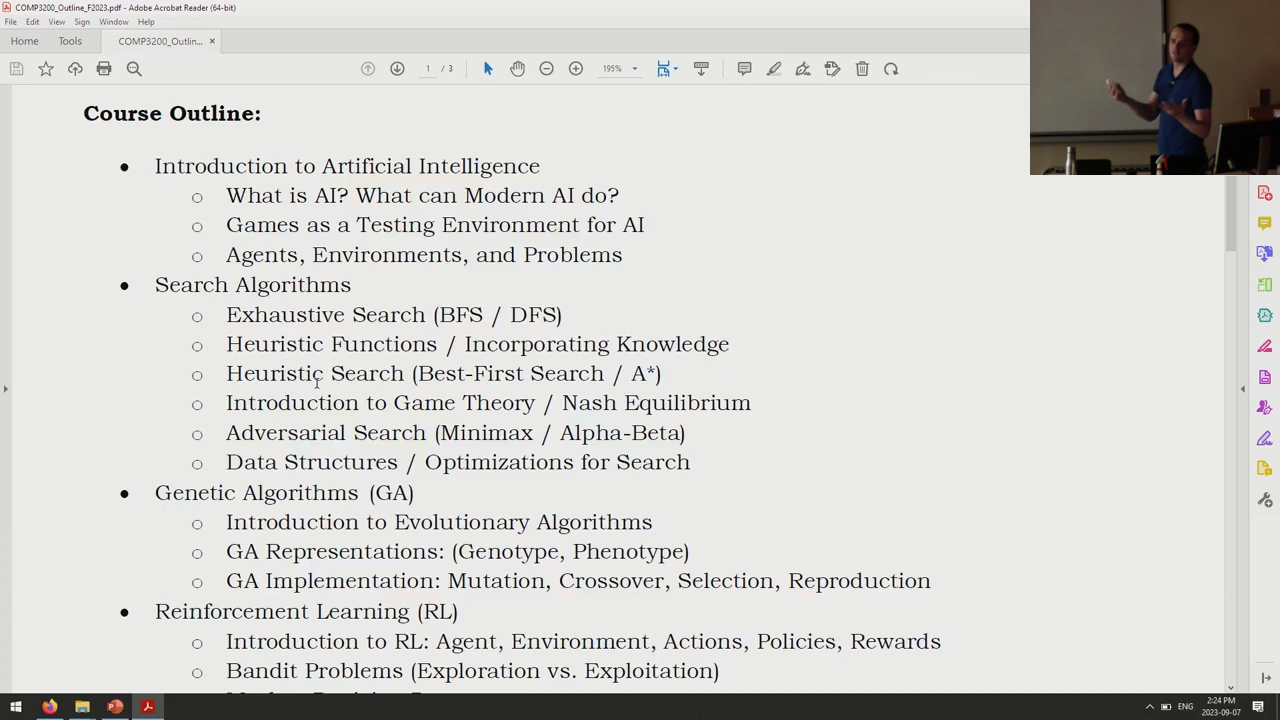 COMP3200_Outline_F2023.pdf - Adobe Acrobat Reader (64-bit)
File Edit View Sign Window Help
Home Tools COMP3200_Outlin... ×
1 / 3 195%
Course Outline:
• Introduction to Artificial Intelligence
○ What is AI? What can Modern AI do?
○ Games as a Testing Environment for AI
○ Agents, Environments, and Problems
• Search Algorithms
○ Exhaustive Search (BFS / DFS)
○ Heuristic Functions / Incorporating Knowledge
○ Heuristic Search (Best-First Search / A*)
○ Introduction to Game Theory / Nash Equilibrium
○ Adversarial Search (Minimax / Alpha-Beta)
○ Data Structures / Optimizations for Search
• Genetic Algorithms (GA)
○ Introduction to Evolutionary Algorithms
○ GA Representations: (Genotype, Phenotype)
○ GA Implementation: Mutation, Crossover, Selection, Reproduction
• Reinforcement Learning (RL)
○ Introduction to RL: Agent, Environment, Actions, Policies, Rewards
○ Bandit Problems (Exploration vs. Exploitation)
ENG
2:24 PM
2023-09-07